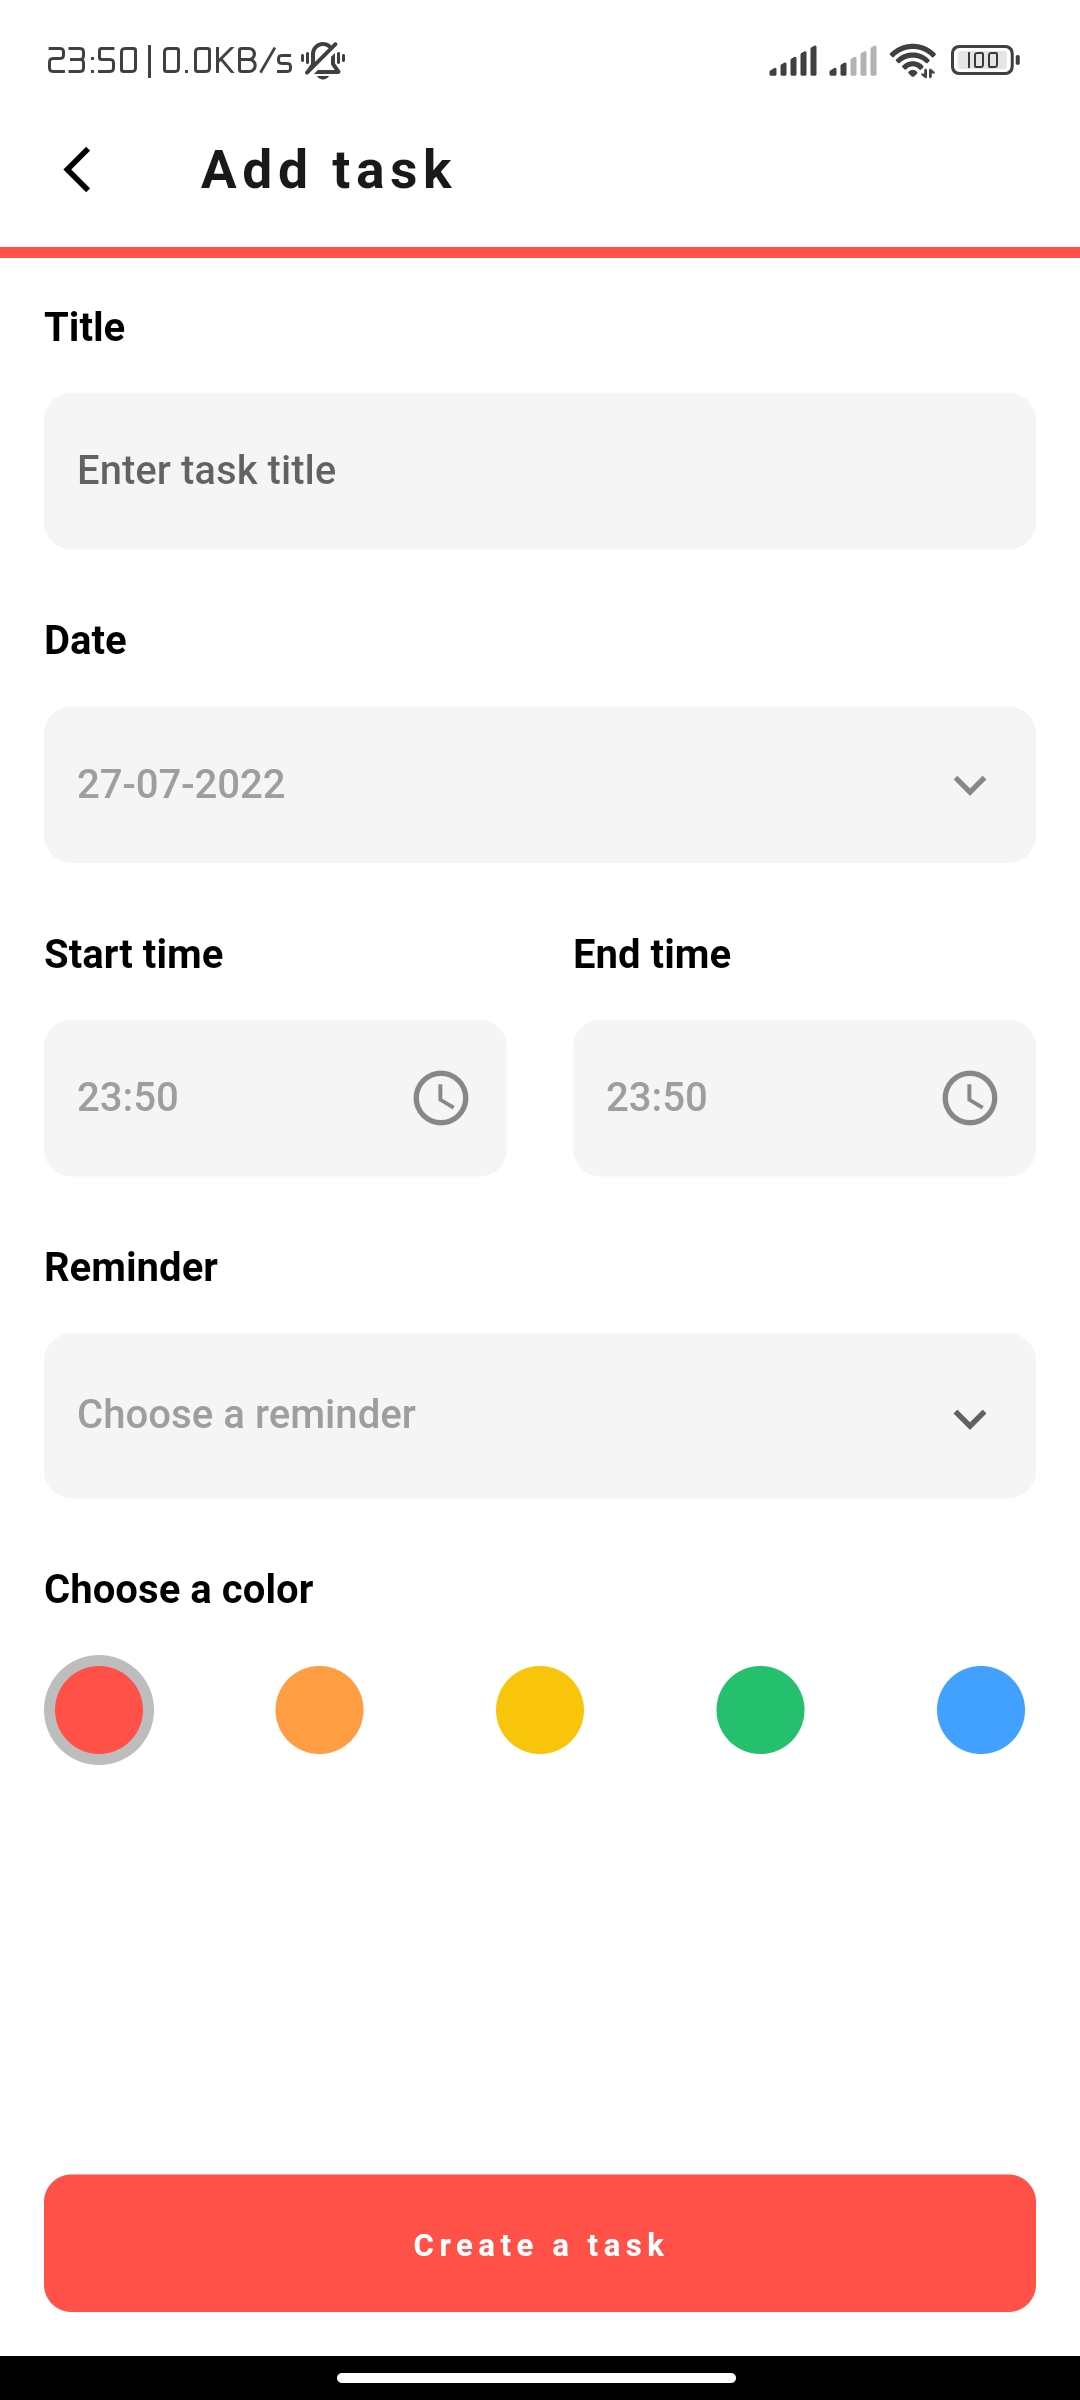 23:50 | 0.0KB/s 100
Add task
Title
Enter task title
Date
27-07-2022
Start time End time
23:50 23:50
Reminder
Choose a reminder
Choose a color
Create a task